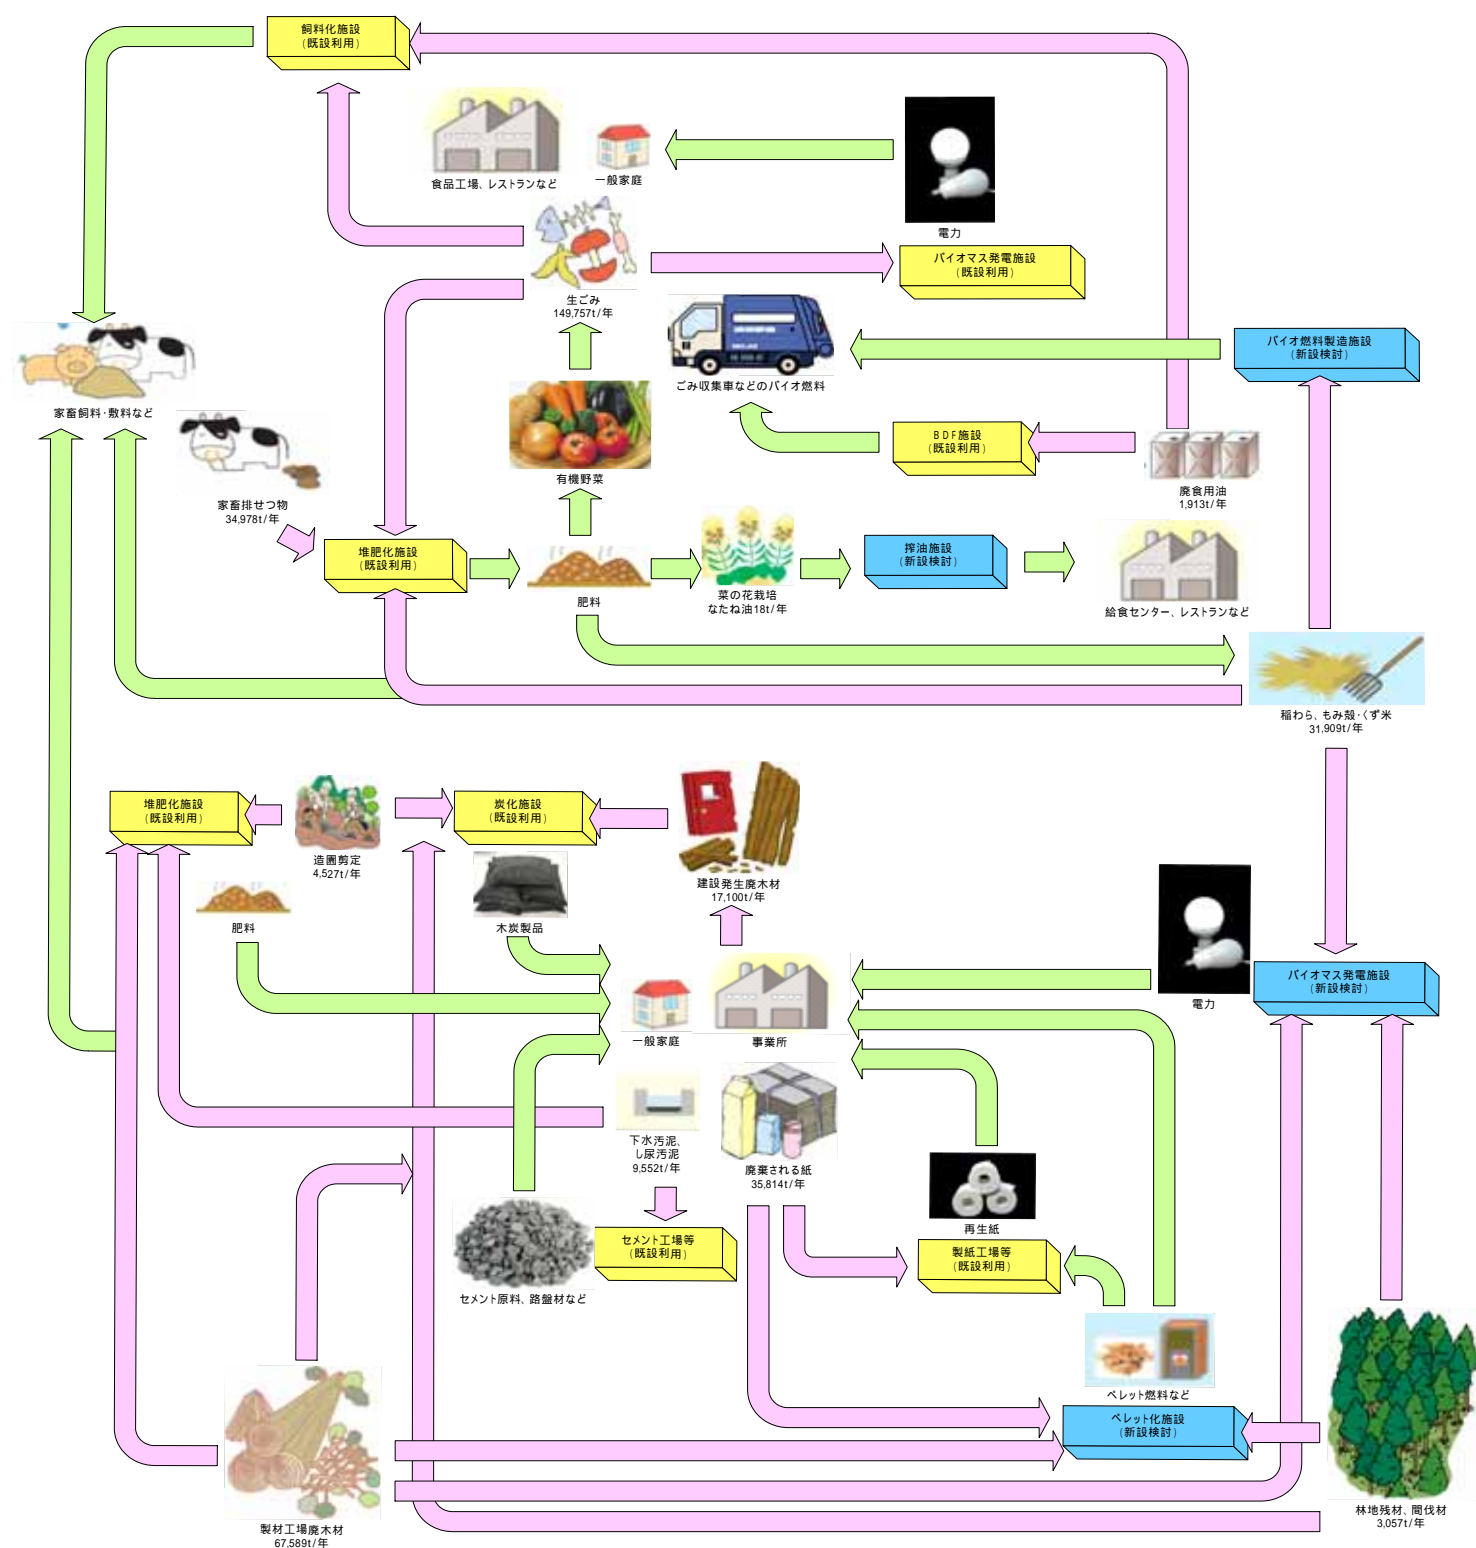 飼料化施設
(既設利用)
食品工場、レストランなど
一般家庭
電力
生ごみ
149,757t/年
バイオマス発電施設
(既設利用)
家畜飼料・敷料など
ごみ収集車などのバイオ燃料
バイオ燃料製造施設
(新設検討)
家畜排せつ物
34,978t/年
有機野菜
BDF施設
(既設利用)
廃食用油
1,913t/年
堆肥化施設
(既設利用)
肥料
菜の花栽培
なたね油18t/年
搾油施設
(新設検討)
給食センター、レストランなど
稲わら、もみ殻・くず米
31,909t/年
堆肥化施設
(既設利用)
造園剪定
4,527t/年
炭化施設
(既設利用)
建設発生廃木材
17,100t/年
肥料
木炭製品
一般家庭
事業所
電力
バイオマス発電施設
(新設検討)
下水汚泥、
し尿汚泥
9,552t/年
廃棄される紙
35,814t/年
再生紙
セメント原料、路盤材など
セメント工場等
(既設利用)
製紙工場等
(既設利用)
ペレット燃料など
ペレット化施設
(新設検討)
製材工場廃木材
67,589t/年
林地残材、間伐材
3,057t/年